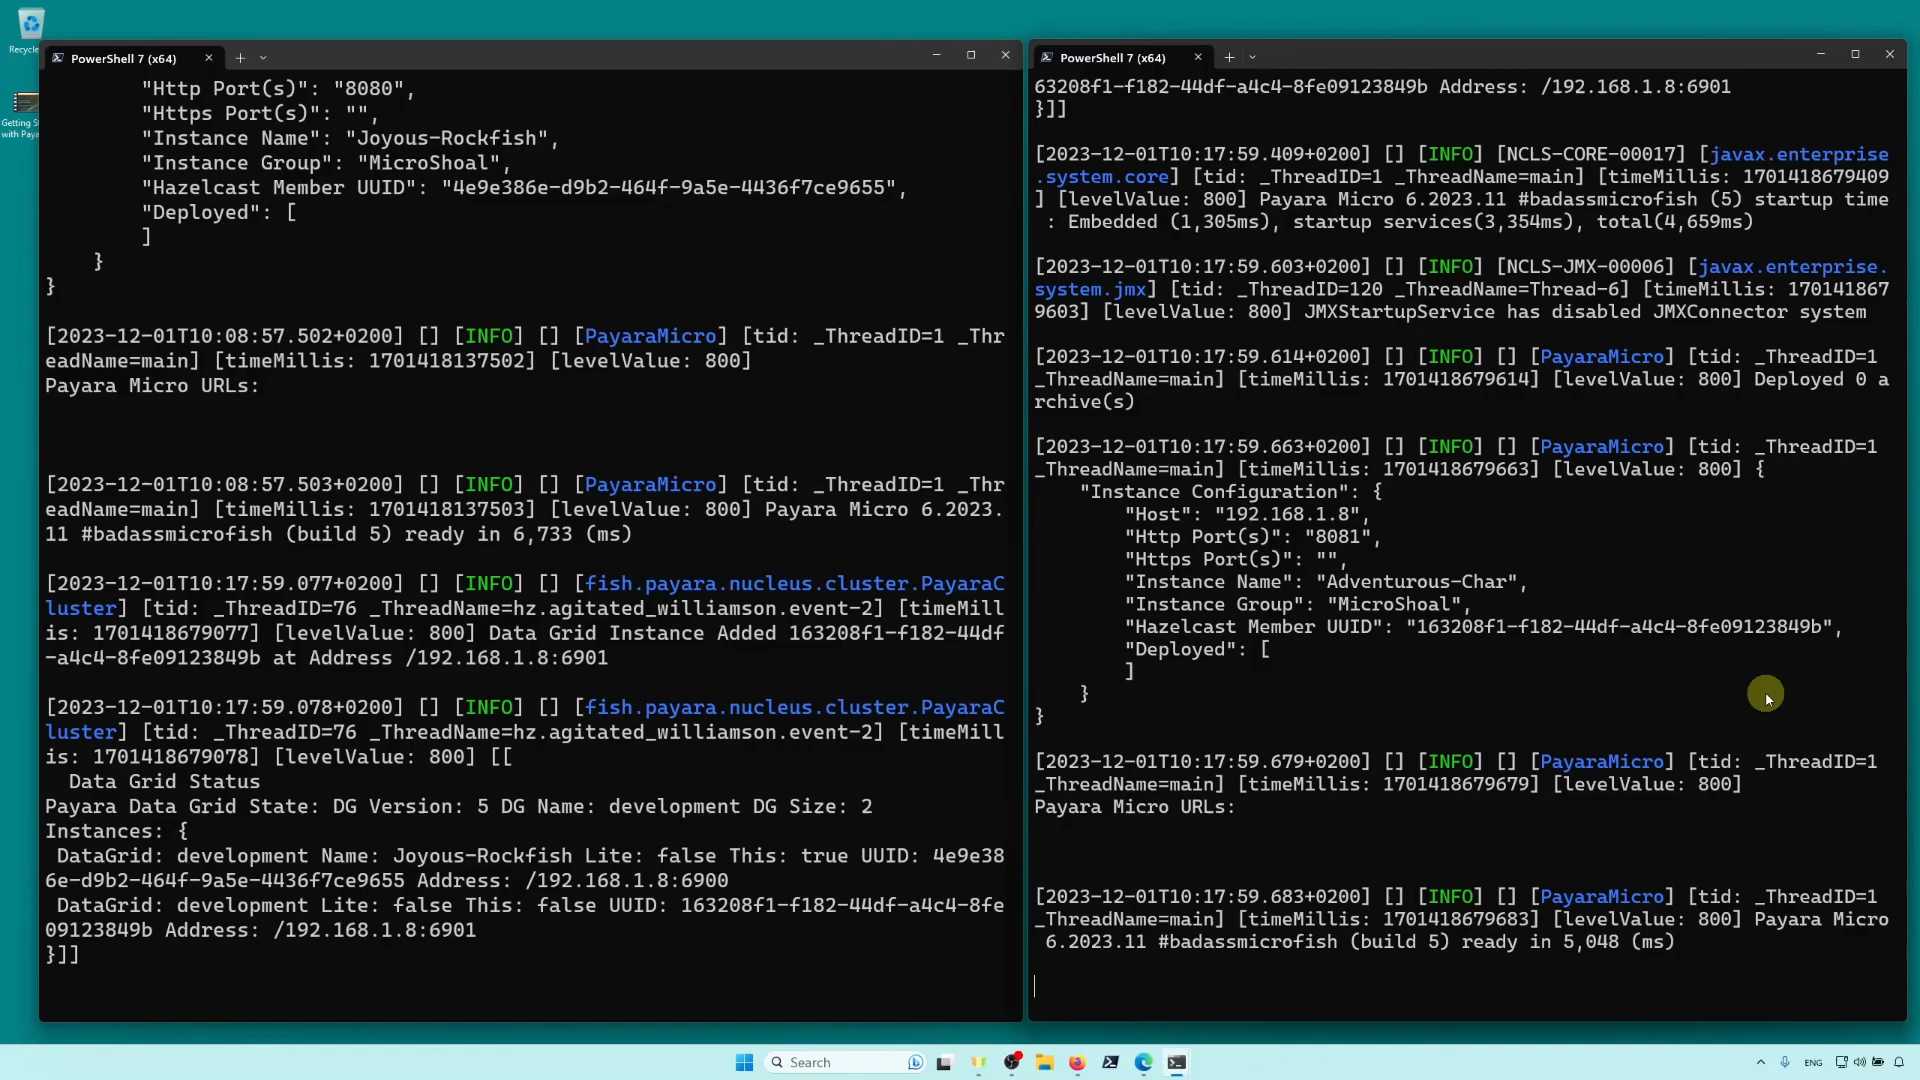 Recycle
Getting S
with Paya
PowerShell 7 (x64)
"Http Port(s)": "8080",
"Https Port(s)": "",
"Instance Name": "Joyous-Rockfish",
"Instance Group": "MicroShoal",
"Hazelcast Member UUID": "4e9e386e-d9b2-464f-9a5e-4436f7ce9655",
"Deployed": [
]
}
}
[2023-12-01T10:08:57.502+0200] [] [INFO] [] [PayaraMicro] [tid: _ThreadID=1 _Thr
eadName=main] [timeMillis: 1701418137502] [levelValue: 800]
Payara Micro URLs:
[2023-12-01T10:08:57.503+0200] [] [INFO] [] [PayaraMicro] [tid: _ThreadID=1 _Thr
eadName=main] [timeMillis: 1701418137503] [levelValue: 800] Payara Micro 6.2023.
11 #badassmicrofish (build 5) ready in 6,733 (ms)
[2023-12-01T10:17:59.077+0200] [] [INFO] [] [fish.payara.nucleus.cluster.PayaraC
luster] [tid: _ThreadID=76 _ThreadName=hz.agitated_williamson.event-2] [timeMill
is: 1701418679077] [levelValue: 800] Data Grid Instance Added 163208f1-f182-44df
-a4c4-8fe09123849b at Address /192.168.1.8:6901
[2023-12-01T10:17:59.078+0200] [] [INFO] [] [fish.payara.nucleus.cluster.PayaraC
luster] [tid: _ThreadID=76 _ThreadName=hz.agitated_williamson.event-2] [timeMill
is: 1701418679078] [levelValue: 800] [[
Data Grid Status
Payara Data Grid State: DG Version: 5 DG Name: development DG Size: 2
Instances: {
DataGrid: development Name: Joyous-Rockfish Lite: false This: true UUID: 4e9e38
6e-d9b2-464f-9a5e-4436f7ce9655 Address: /192.168.1.8:6900
DataGrid: development Lite: false This: false UUID: 163208f1-f182-44df-a4c4-8fe
09123849b Address: /192.168.1.8:6901
}]]
PowerShell 7 (x64)
63208f1-f182-44df-a4c4-8fe09123849b Address: /192.168.1.8:6901
}]]
[2023-12-01T10:17:59.409+0200] [] [INFO] [NCLS-CORE-00017] [javax.enterprise
.system.core] [tid: _ThreadID=1 _ThreadName=main] [timeMillis: 1701418679409
] [levelValue: 800] Payara Micro 6.2023.11 #badassmicrofish (5) startup time
: Embedded (1,305ms), startup services(3,354ms), total(4,659ms)
[2023-12-01T10:17:59.603+0200] [] [INFO] [NCLS-JMX-00006] [javax.enterprise.
system.jmx] [tid: _ThreadID=120 _ThreadName=Thread-6] [timeMillis: 170141867
9603] [levelValue: 800] JMXStartupService has disabled JMXConnector system
[2023-12-01T10:17:59.614+0200] [] [INFO] [] [PayaraMicro] [tid: _ThreadID=1
_ThreadName=main] [timeMillis: 1701418679614] [levelValue: 800] Deployed 0 a
rchive(s)
[2023-12-01T10:17:59.663+0200] [] [INFO] [] [PayaraMicro] [tid: _ThreadID=1
_ThreadName=main] [timeMillis: 1701418679663] [levelValue: 800] {
"Instance Configuration": {
"Host": "192.168.1.8",
"Http Port(s)": "8081",
"Https Port(s)": "",
"Instance Name": "Adventurous-Char",
"Instance Group": "MicroShoal",
"Hazelcast Member UUID": "163208f1-f182-44df-a4c4-8fe09123849b",
"Deployed": [
]
}
}
[2023-12-01T10:17:59.679+0200] [] [INFO] [] [PayaraMicro] [tid: _ThreadID=1
_ThreadName=main] [timeMillis: 1701418679679] [levelValue: 800]
Payara Micro URLs:
[2023-12-01T10:17:59.683+0200] [] [INFO] [] [PayaraMicro] [tid: _ThreadID=1
_ThreadName=main] [timeMillis: 1701418679683] [levelValue: 800] Payara Micro
6.2023.11 #badassmicrofish (build 5) ready in 5,048 (ms)
Search
ENG